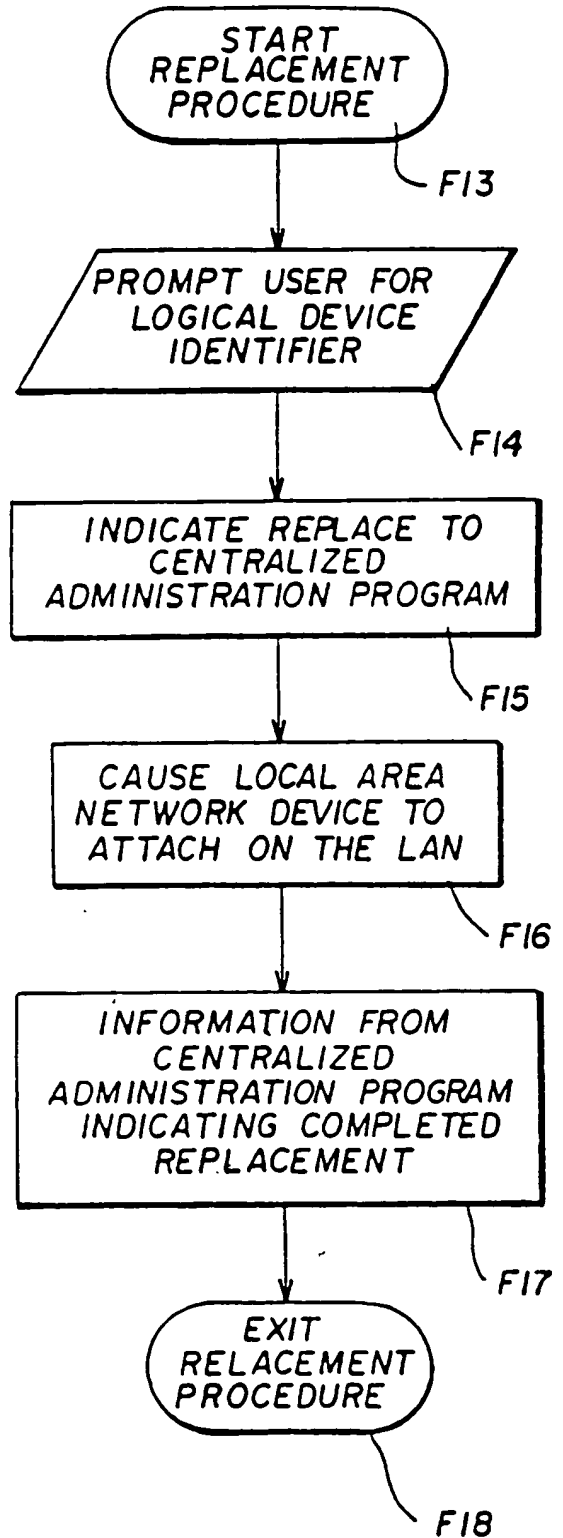 START
REPLACEMENT
PROCEDURE
F13
PROMPT USER FOR
LOGICAL DEVICE
IDENTIFIER
F14
INDICATE REPLACE TO
CENTRALIZED
ADMINISTRATION PROGRAM
F15
CAUSE LOCAL AREA
NETWORK DEVICE TO
ATTACH ON THE LAN
F16
INFORMATION FROM
CENTRALIZED
ADMINISTRATION PROGRAM
INDICATING COMPLETED
REPLACEMENT
F17
EXIT
RELACEMENT
PROCEDURE
F18